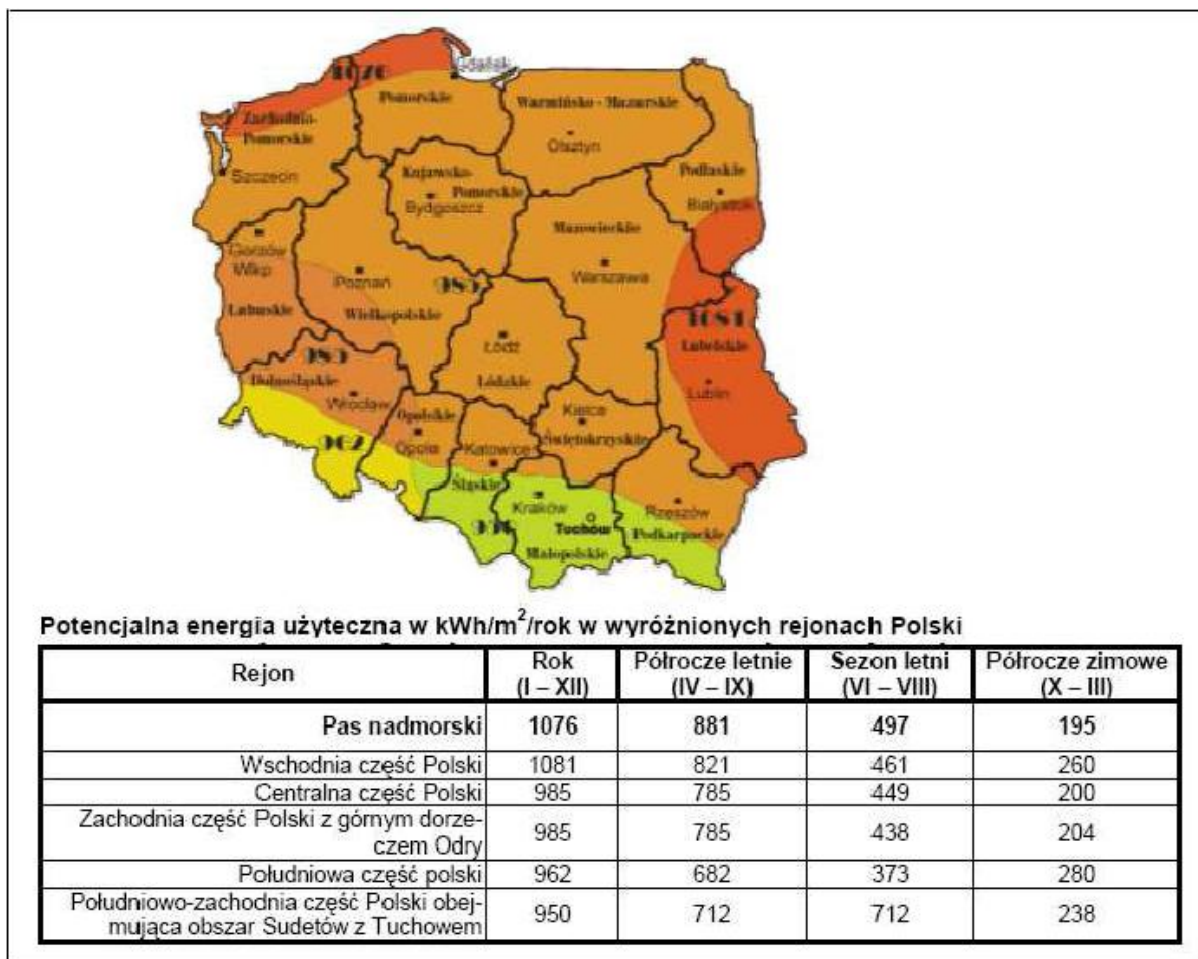 1076
Gdańsk
Pomorskie
Warmińsko - Mazurskie
Zachodnio-
Pomorskie
Olsztyn
Szczecin
Kujawsko-
Pomorskie
Bydgoszcz
Podlaskie
Białystok
Mazowieckie
Gorzów
Wlkp
Poznań
985
Warszawa
Lubuskie
Wielkopolskie
1081
Lubelskie
985
Łódź
Dolnośląskie
Łódzkie
Lublin
Wrocław
Opolskie
Kielce
962
Opole
Katowice
Świętokrzyskie
Śląskie
Kraków
Rzeszów
Tuchów
Podkarpackie
Małopolskie
Potencjalna energia użyteczna w kWh/m²/rok w wyróżnionych rejonach Polski
Rejon Rok Półrocze letnie Sezon letni Półrocze zimowe
(I – XII) (IV – IX) (VI – VIII) (X – III)
Pas nadmorski 1076 881 497 195
Wschodnia część Polski 1081 821 461 260
Centralna część Polski 985 785 449 200
Zachodnia część Polski z górnym dorze-
czem Odry 985 785 438 204
Południowa część polski 962 682 373 280
Południowo-zachodnia część Polski obej-
mująca obszar Sudetów z Tuchowem 950 712 712 238